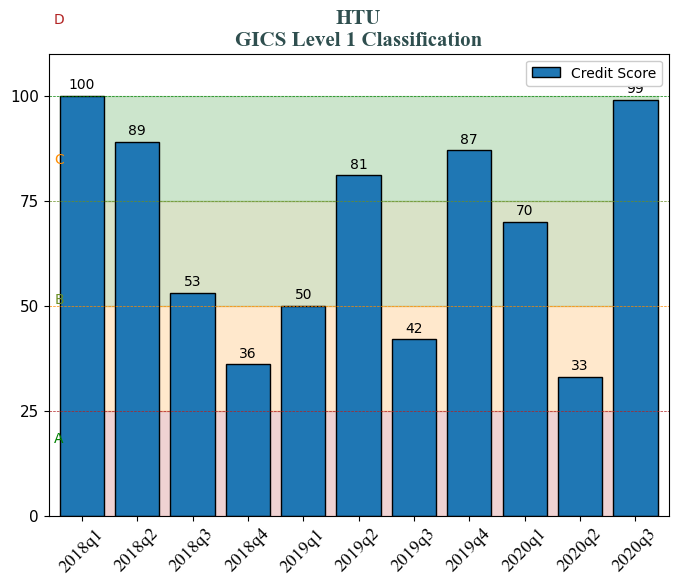 D
HTU
GICS Level 1 Classification
Credit Score
100
89
53
36
50
81
42
87
70
33
99
100
75
50
25
0
C
B
A
2018q1
2018q2
2018q3
2018q4
2019q1
2019q2
2019q3
2019q4
2020q1
2020q2
2020q3